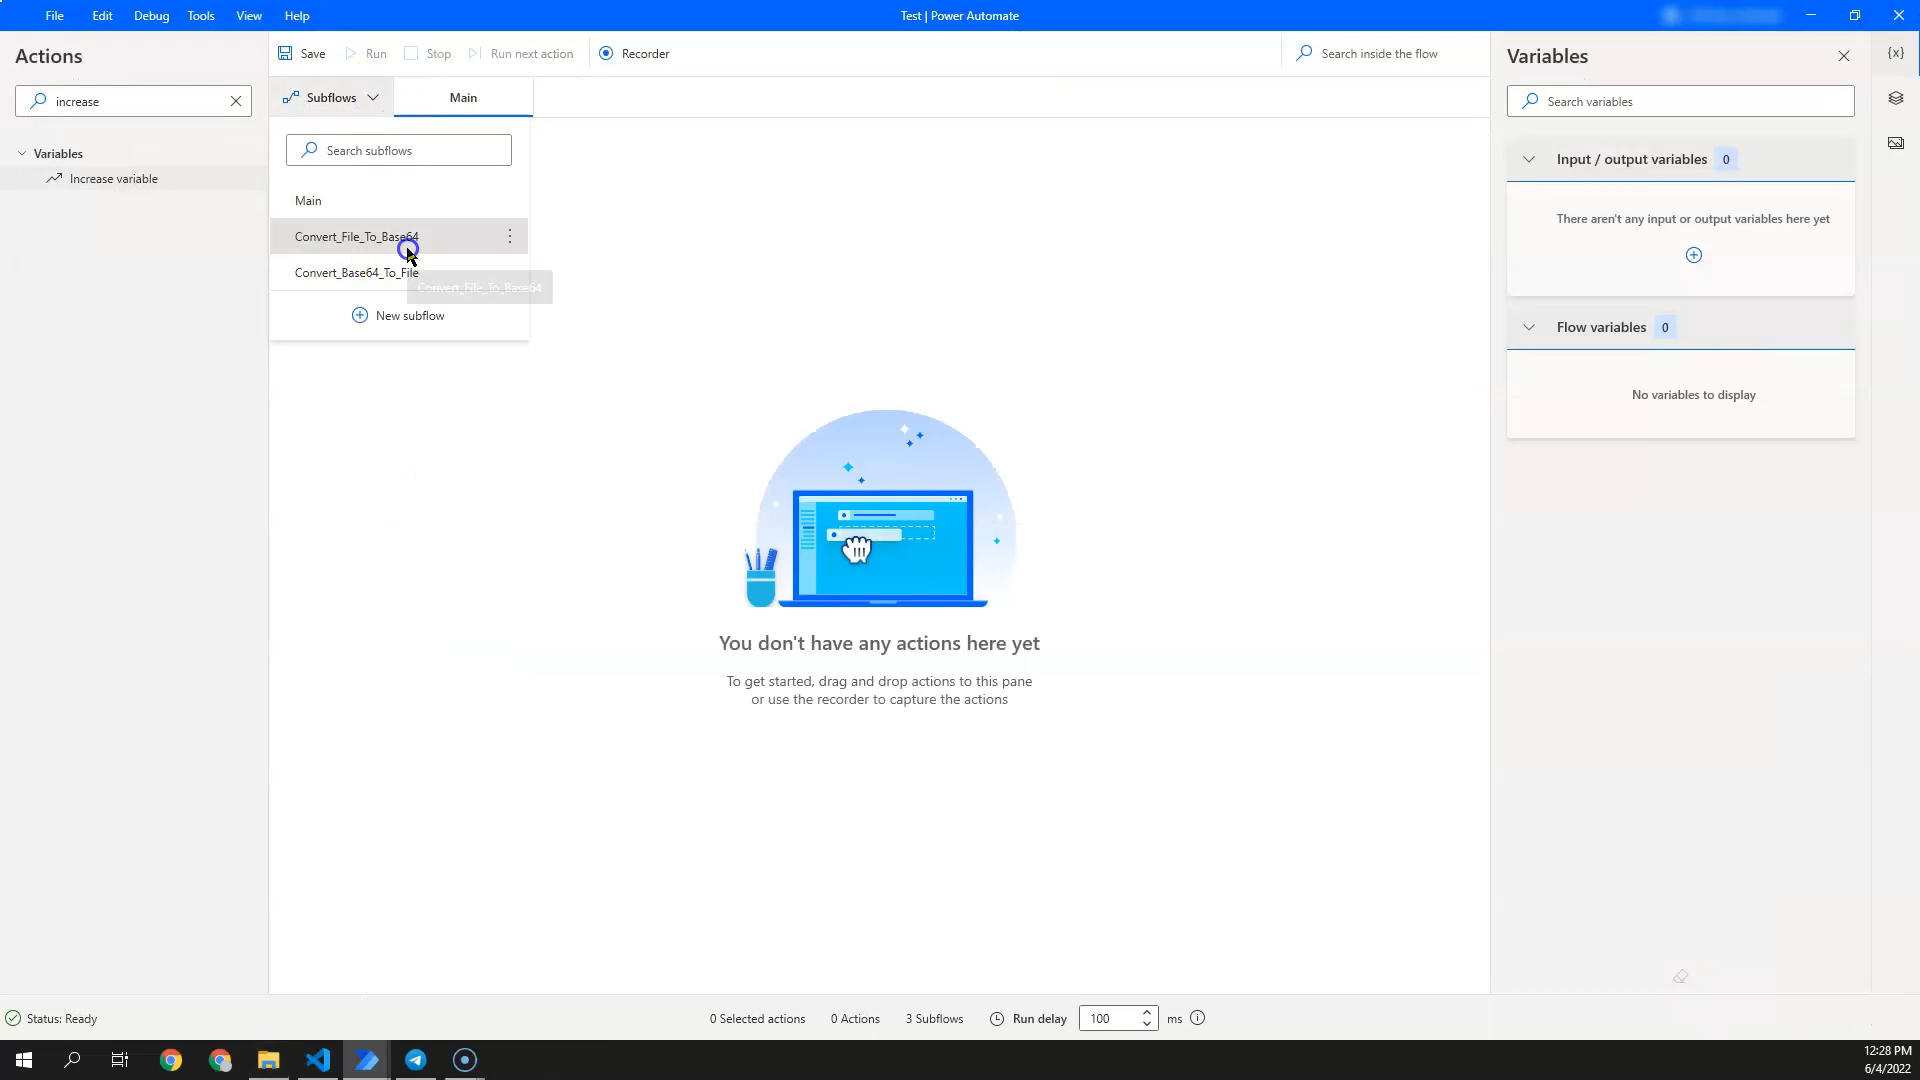 File Edit Debug Tools View Help
Test | Power Automate
Actions
increase
Variables
Increase variable
Save Run Stop Run next action Recorder
Search inside the flow
Subflows Main
Search subflows
Main
Convert_File_To_Base64
Convert_Base64_To_File
Convert_File_To_Base64
New subflow
You don't have any actions here yet
To get started, drag and drop actions to this pane
or use the recorder to capture the actions
Variables
{x}
Search variables
Input / output variables 0
There aren't any input or output variables here yet
Flow variables 0
No variables to display
Status: Ready
0 Selected actions 0 Actions 3 Subflows Run delay 100 ms
12:28 PM
6/4/2022